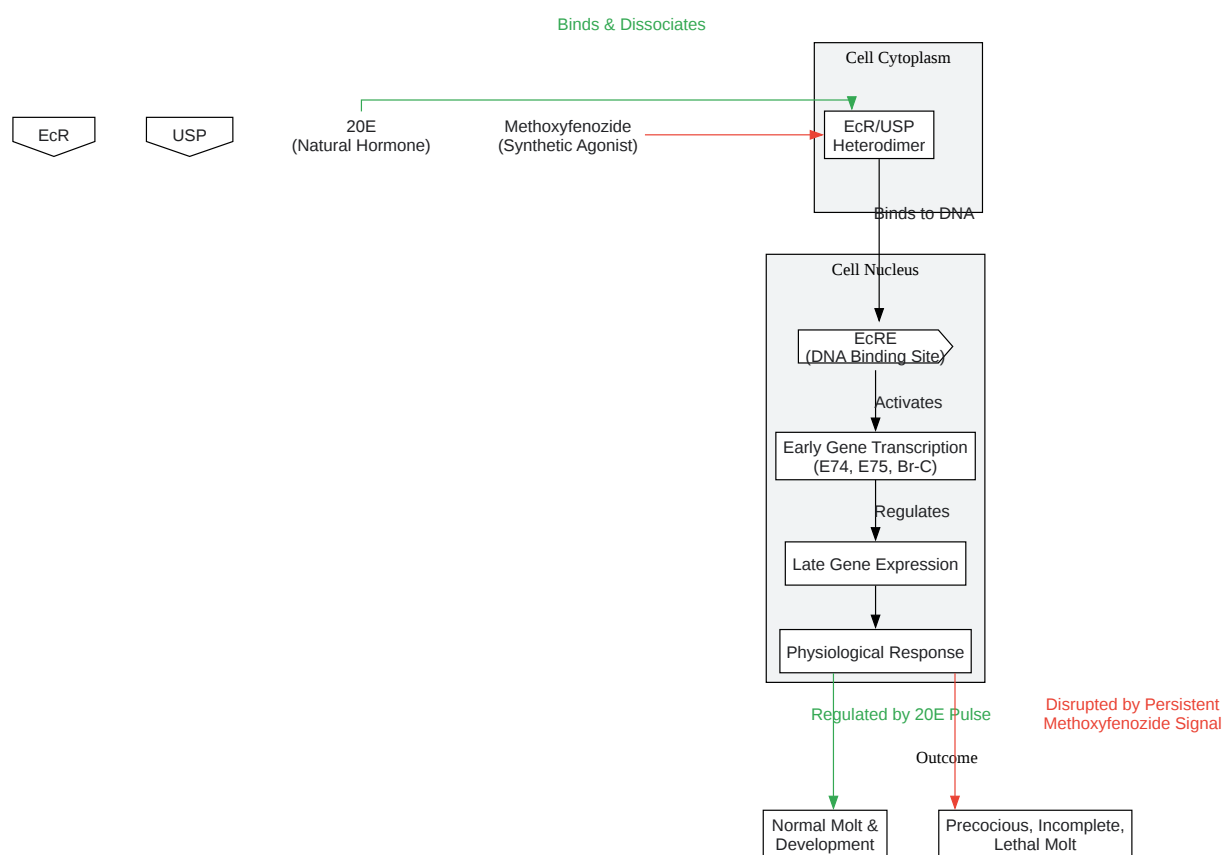 Binds & Dissociates
Cell Cytoplasm
EcR
USP
20E
(Natural Hormone)
Methoxyfenozide
(Synthetic Agonist)
EcR/USP
Heterodimer
Binds to DNA
Cell Nucleus
EcRE
(DNA Binding Site)
Activates
Early Gene Transcription
(E74, E75, Br-C)
Regulates
Late Gene Expression
Physiological Response
Regulated by 20E Pulse
Disrupted by Persistent
Methoxyfenozide Signal
Outcome
Normal Molt &
Development
Precocious, Incomplete,
Lethal Molt